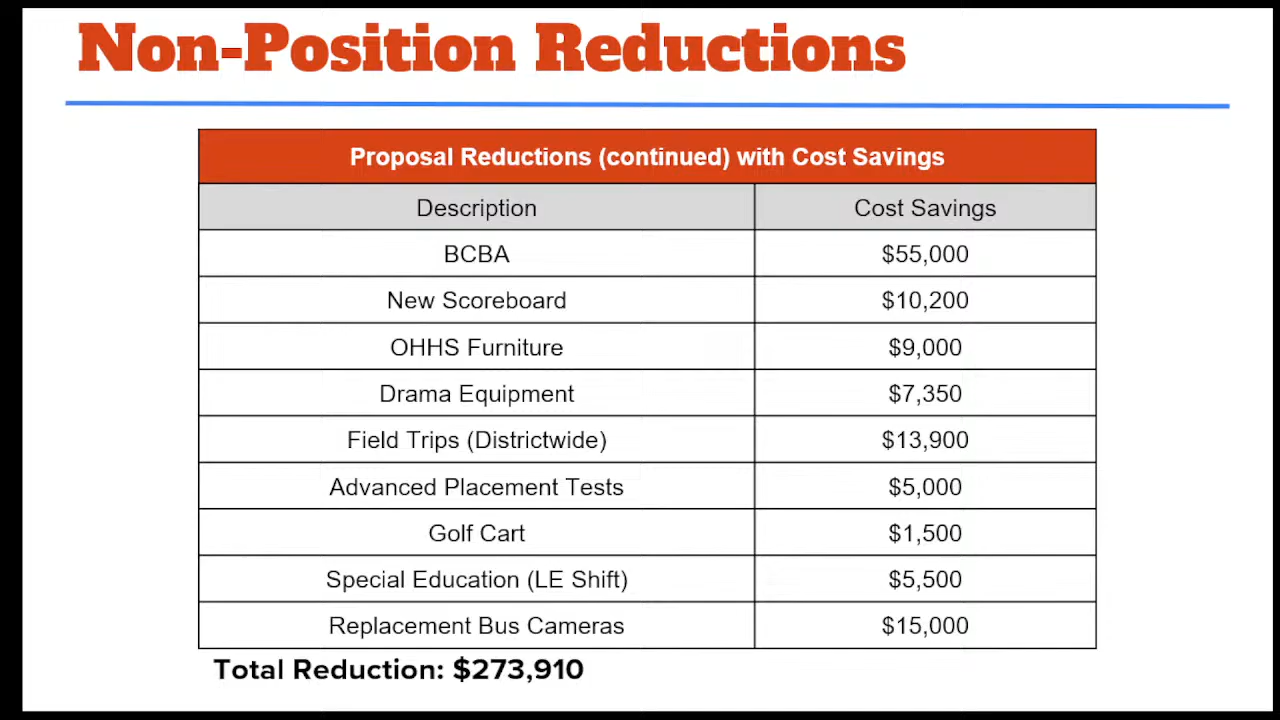 Non-Position Reductions
Proposal Reductions (continued) with Cost Savings
Description Cost Savings
BCBA $55,000
New Scoreboard $10,200
OHHS Furniture $9,000
Drama Equipment $7,350
Field Trips (Districtwide) $13,900
Advanced Placement Tests $5,000
Golf Cart $1,500
Special Education (LE Shift) $5,500
Replacement Bus Cameras $15,000
Total Reduction: $273,910